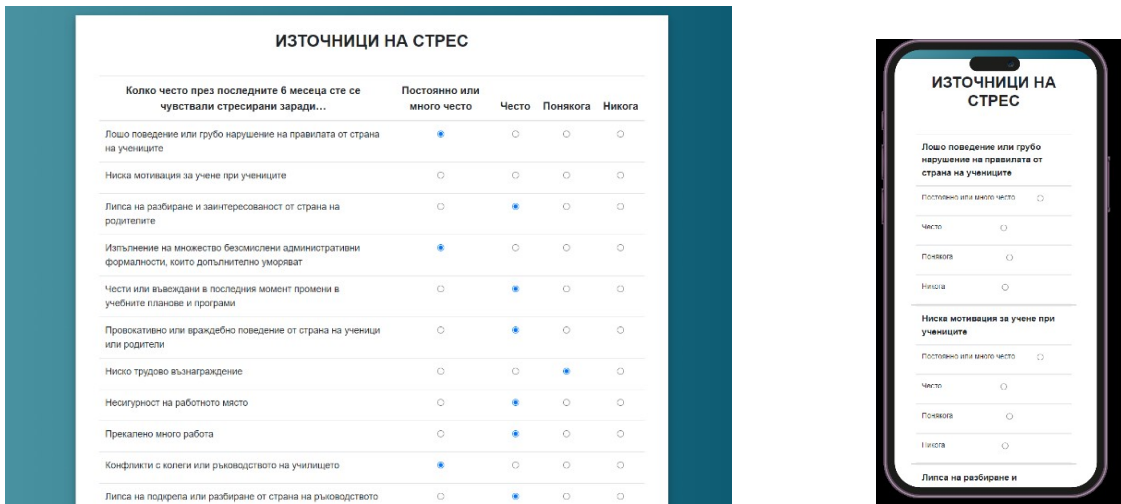 ИЗТОЧНИЦИ НА СТРЕС
Колко често през последните 6 месеца сте се
чувствали стресирани заради…
Постоянно или
много често
Често
Понякога
Никога
Лошо поведение или грубо нарушение на правилата от страна
на учениците
Ниска мотивация за учене при учениците
Липса на разбиране и заинтересованост от страна на
родителите
Изпълнение на множество безсмислени административни
формалности, които допълнително уморяват
Чести или въвеждани в последния момент промени в
учебните планове и програми
Провокативно или враждебно поведение от страна на ученици
или родители
Ниско трудово възнаграждение
Несигурност на работното място
Прекалено много работа
Конфликти с колеги или ръководството на училището
Липса на подкрепа или разбиране от страна на ръководството
ИЗТОЧНИЦИ НА
СТРЕС
Лошо поведение или грубо
нарушение на правилата от
страна на учениците
Постоянно или много често
Често
Понякога
Никога
Ниска мотивация за учене при
учениците
Постоянно или много често
Често
Понякога
Никога
Липса на разбиране и